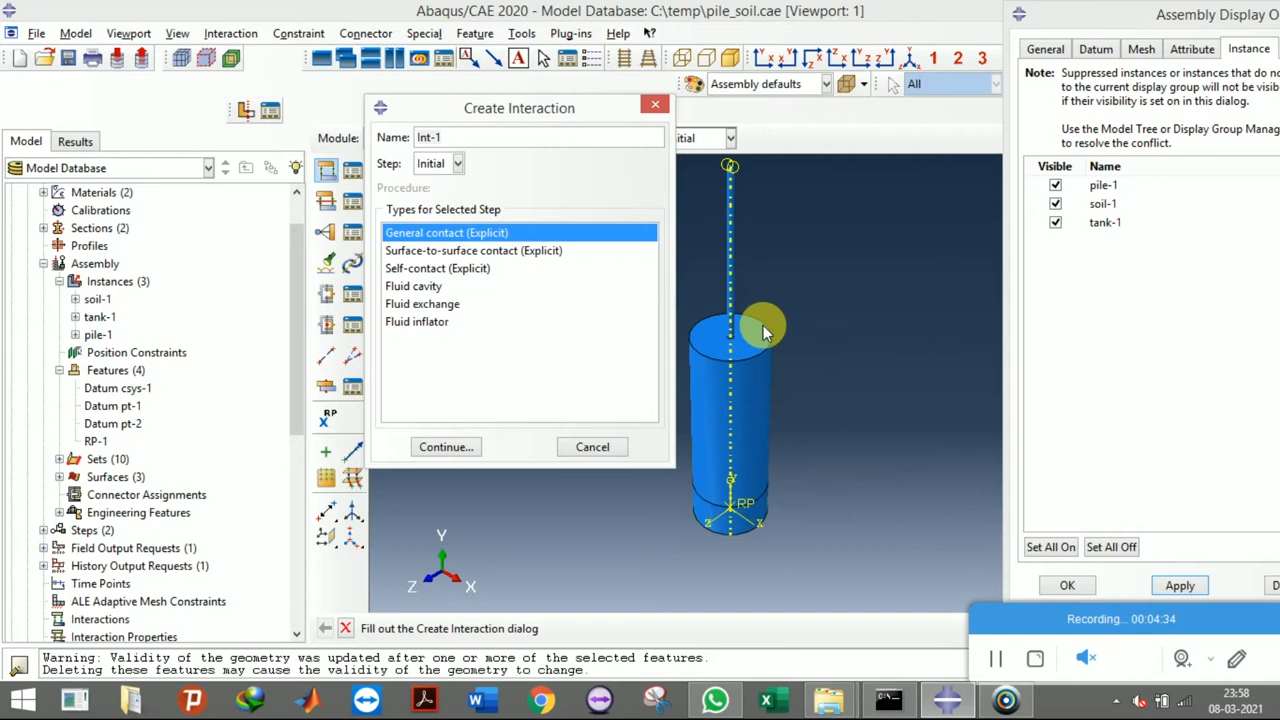 Abaqus/CAE 2020 - Model Database: C:\temp\pile_soil.cae [Viewport: 1]
Assembly Display O
File Model Viewport View Interaction Constraint Connector Special Feature Tools Plug-ins Help
General Datum Mesh Attribute Instance
Note: Suppressed instances or instances that do no
to the current display group will not be visib
if their visibility is set on in this dialog.
Use the Model Tree or Display Group Manag
to resolve the conflict.
Assembly defaults All
1 2 3
Model Results
Module:
itial
Create Interaction
Name: Int-1
Step: Initial
Procedure:
Types for Selected Step
General contact (Explicit)
Surface-to-surface contact (Explicit)
Self-contact (Explicit)
Fluid cavity
Fluid exchange
Fluid inflator
Continue... Cancel
Model Database
Materials (2)
Calibrations
Sections (2)
Profiles
Assembly
Instances (3)
soil-1
tank-1
pile-1
Position Constraints
Features (4)
Datum csys-1
Datum pt-1
Datum pt-2
RP-1
Sets (10)
Surfaces (3)
Connector Assignments
Engineering Features
Steps (2)
Field Output Requests (1)
History Output Requests (1)
Time Points
ALE Adaptive Mesh Constraints
Interactions
Interaction Properties
RP
Y
RP
Z X
Y
Z X
Visible Name
pile-1
soil-1
tank-1
Set All On Set All Off
OK Apply D
Fill out the Create Interaction dialog
Recording... 00:04:34
Warning: Validity of the geometry was updated after one or more of the selected features.
Deleting these features may cause the validity of the geometry to change.
23:58
08-03-2021